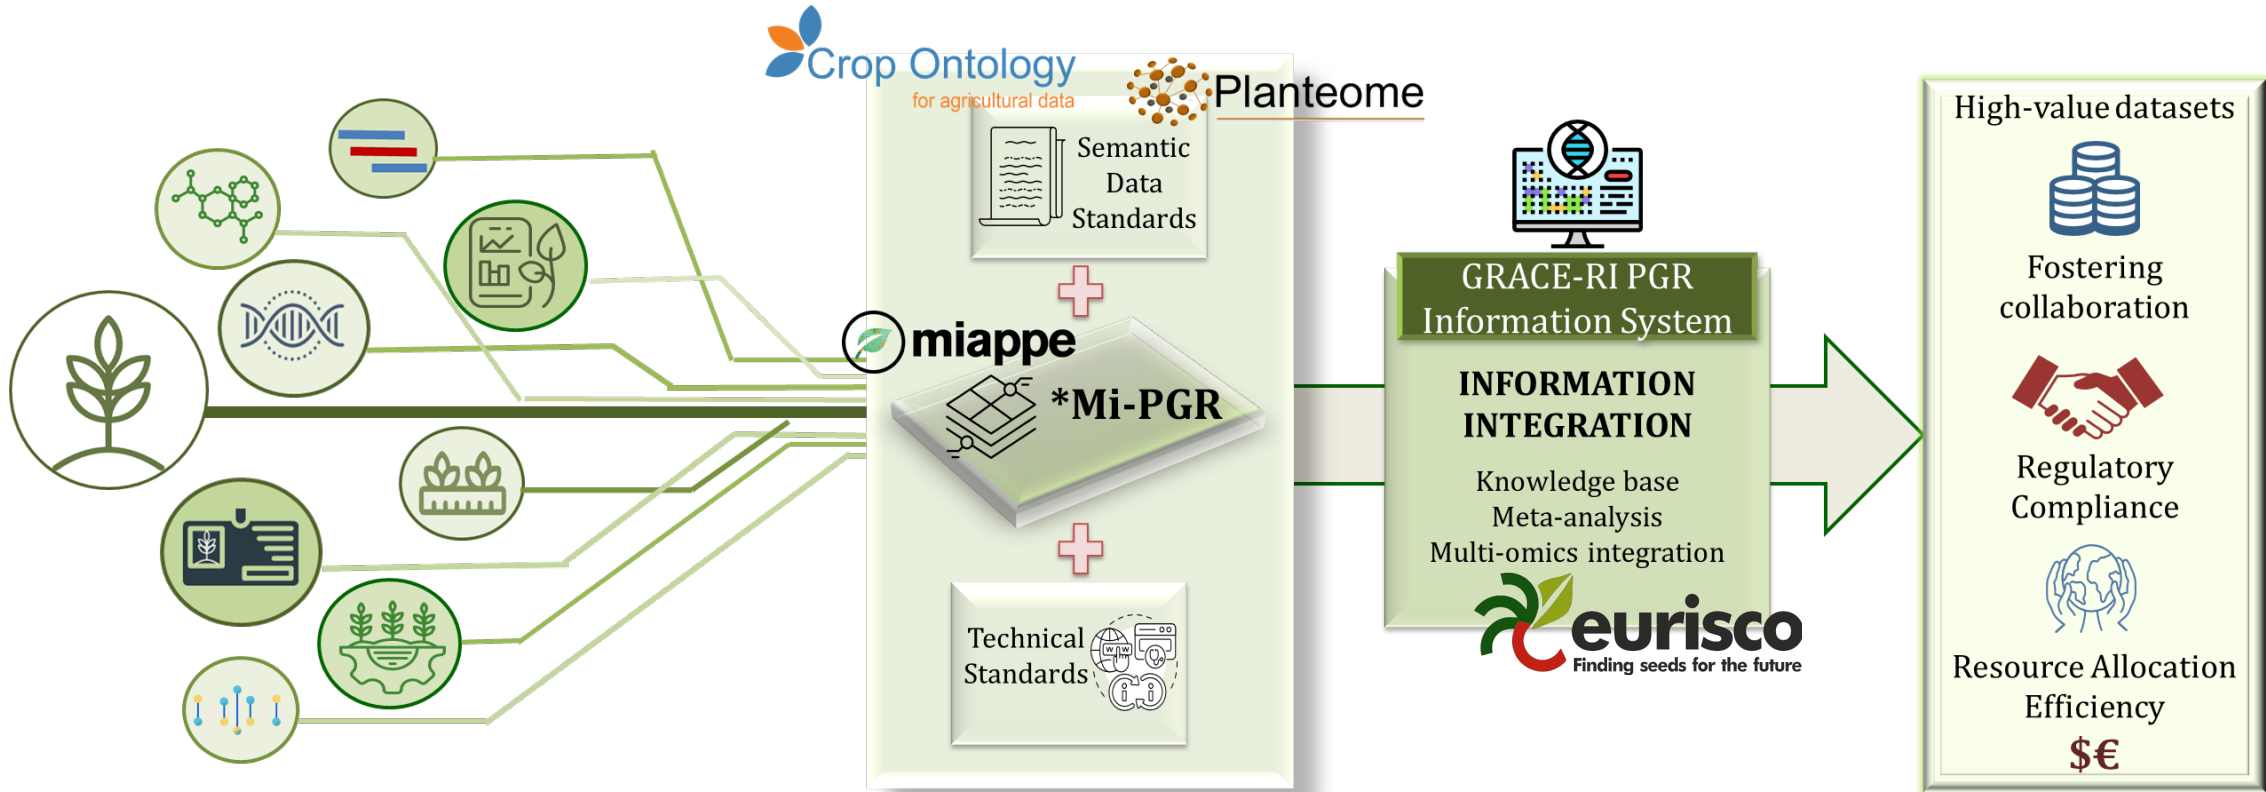 Crop Ontology
for agricultural data
Planteome
Semantic
Data
Standards
miappe
*Mi-PGR
Technical
Standards
W W
i i
GRACE-RI PGR
Information System
INFORMATION
INTEGRATION
Knowledge base
Meta-analysis
Multi-omics integration
eurisco
Finding seeds for the future
High-value datasets
Fostering
collaboration
Regulatory
Compliance
Resource Allocation
Efficiency
$€